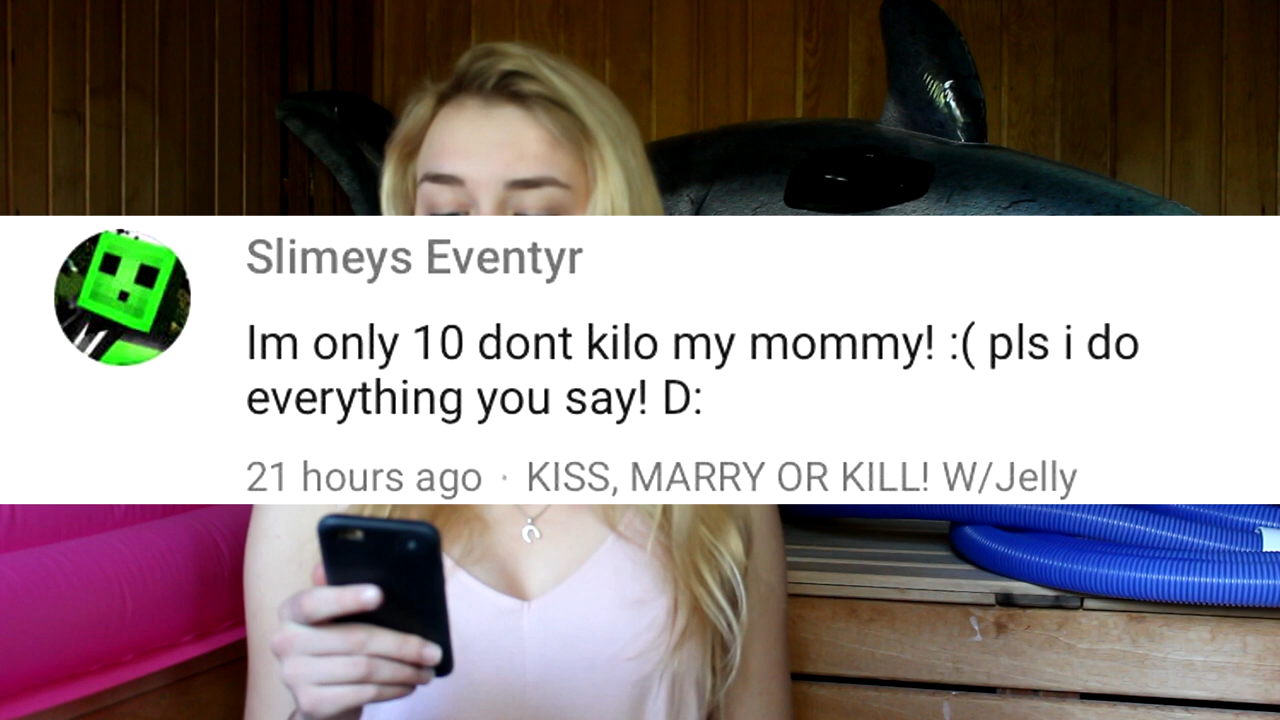 Slimeys Eventyr
Im only 10 dont kilo my mommy! :( pls i do
everything you say! D:
21 hours ago · KISS, MARRY OR KILL! W/Jelly